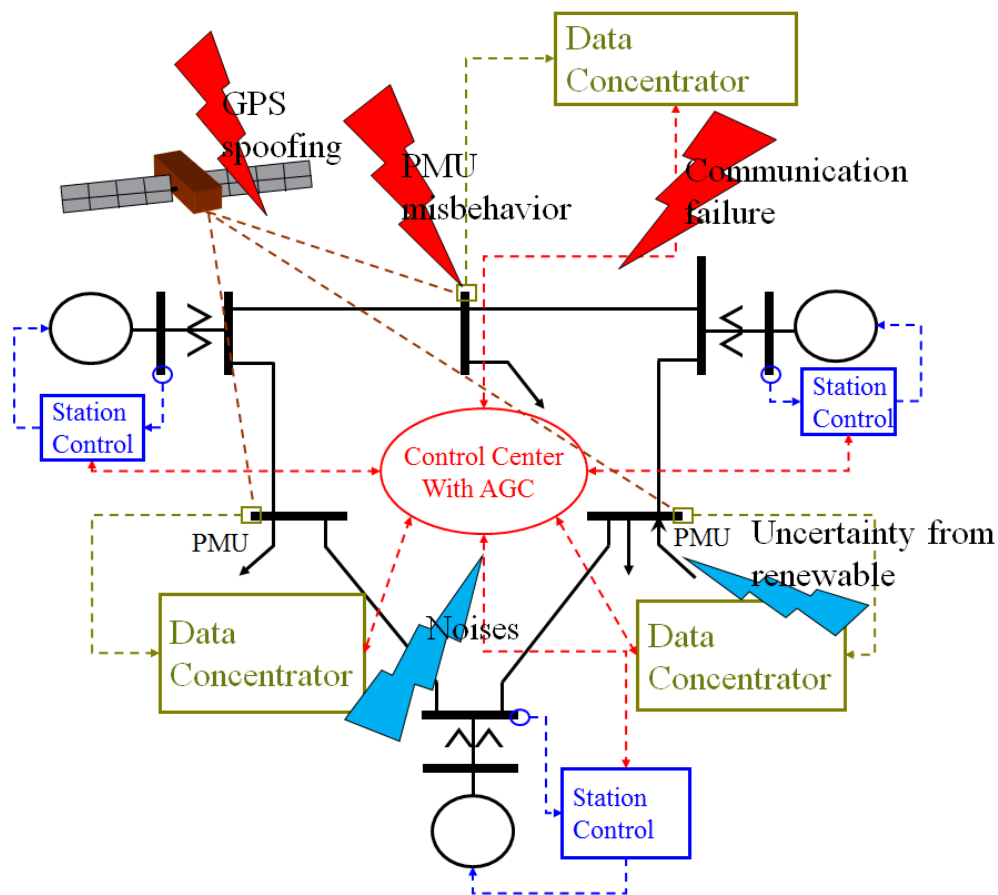 Data
Concentrator
GPS
spoofing
PMU
misbehavior
Communication
failure
Station
Control
Station
Control
Control Center
With AGC
PMU
PMU
Uncertainty from
renewable
Data
Concentrator
Noises
Data
Concentrator
Station
Control